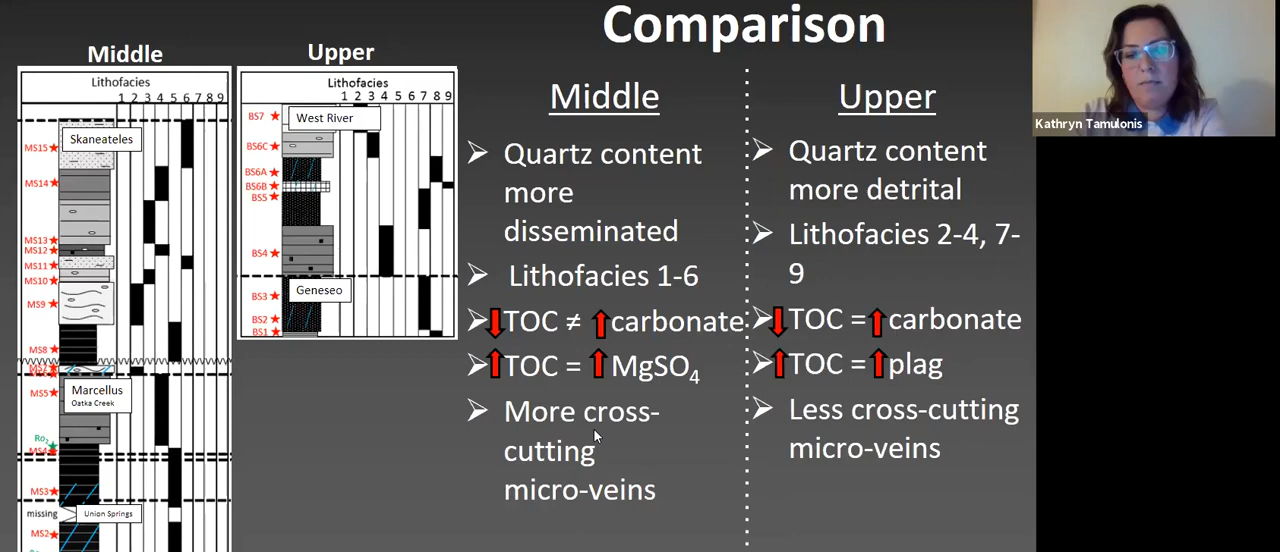 Comparison
Middle
Upper
Lithofacies
1 2 3 4 5 6 7 8 9
Skaneateles
MS15
MS14
MS13
MS12
MS11
MS10
MS9
MS8
MS5
Marcellus
Oatka Creek
Ro2
MS4
MS3
missing
Union Springs
MS2
Lithofacies
1 2 3 4 7 8 9
BS7
West River
BS6C
BS6A
BS6B
BS5
BS4
Geneseo
BS3
BS2
BS1
Middle
➢ Quartz content
more
disseminated
➢ Lithofacies 1-6
➢ ↓TOC ≠ ↑carbonate
➢ ↑TOC = ↑ MgSO₄
➢ More cross-
cutting
micro-veins
Upper
➢ Quartz content
more detrital
➢ Lithofacies 2-4, 7-
9
➢ ↓TOC = ↑carbonate
➢ ↑TOC = ↑plag
➢ Less cross-cutting
micro-veins
Kathryn Tamulonis